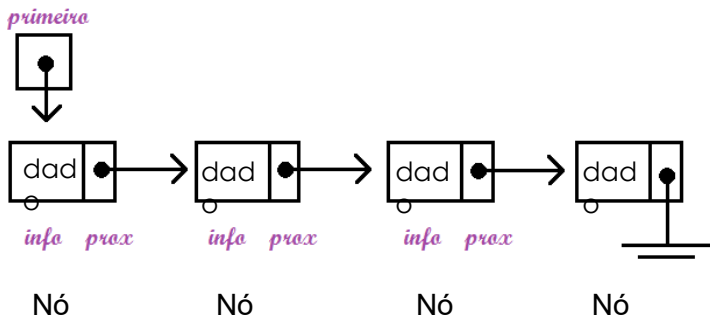 primeiro
dad
o
dad
o
dad
o
dad
o
info prox
info prox
info prox
Nó
Nó
Nó
Nó